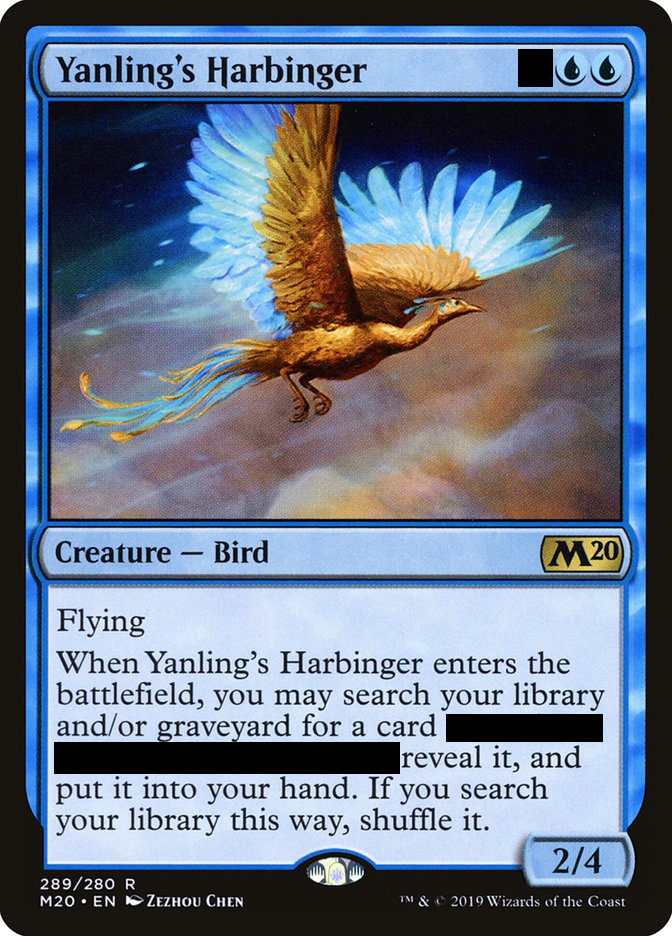 Yanling's Harbinger
Creature — Bird
M20
Flying
When Yanling's Harbinger enters the
battlefield, you may search your library
and/or graveyard for a card
reveal it, and
put it into your hand. If you search
your library this way, shuffle it.
2/4
289/280 R
M20 • EN Zezhou Chen
™ & © 2019 Wizards of the Coast